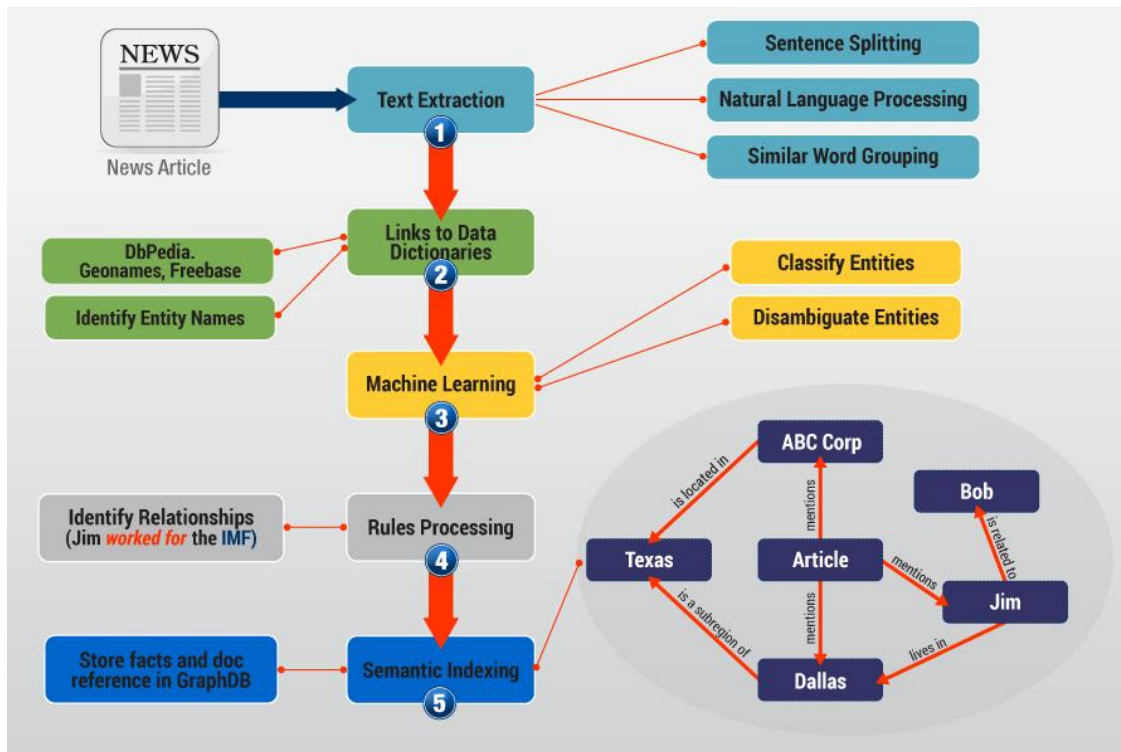 NEWS
News Article
Text Extraction
1
Sentence Splitting
Natural Language Processing
Similar Word Grouping
Links to Data
Dictionaries
2
DbPedia.
Geonames, Freebase
Identify Entity Names
Classify Entities
Disambiguate Entities
Machine Learning
3
Identify Relationships
(Jim worked for the IMF)
Rules Processing
4
Store facts and doc
reference in GraphDB
Semantic Indexing
5
ABC Corp
is located in
mentions
Bob
is related to
Texas
Article
mentions
Jim
is a subregion of
mentions
lives in
Dallas